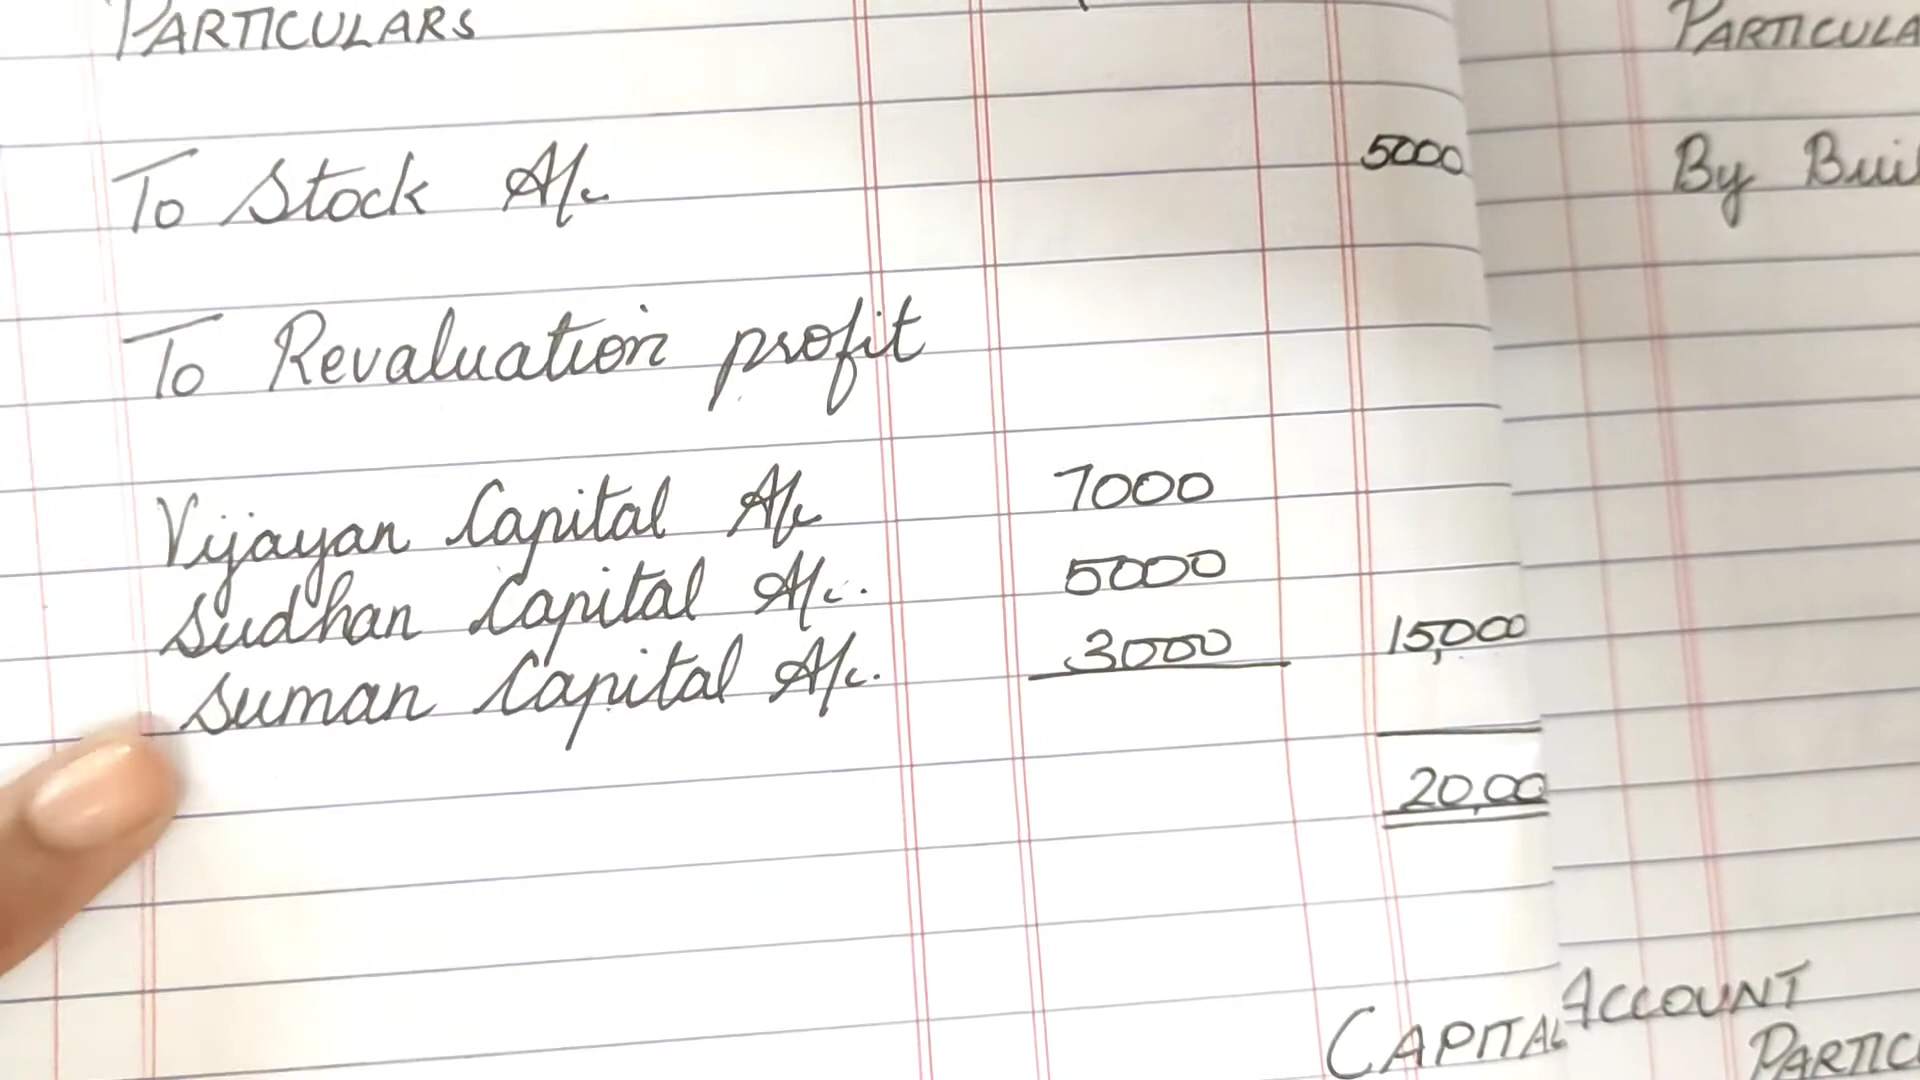 PARTICULARS
To Stock A/c 5000
To Revaluation profit
Vijayan Capital A/c 7000
Sudhan Capital A/c. 5000
Suman Capital A/c. 3000 15,000
20,00
PARTICULA
By Bui
CAPITAL ACCOUNT
PARTIC